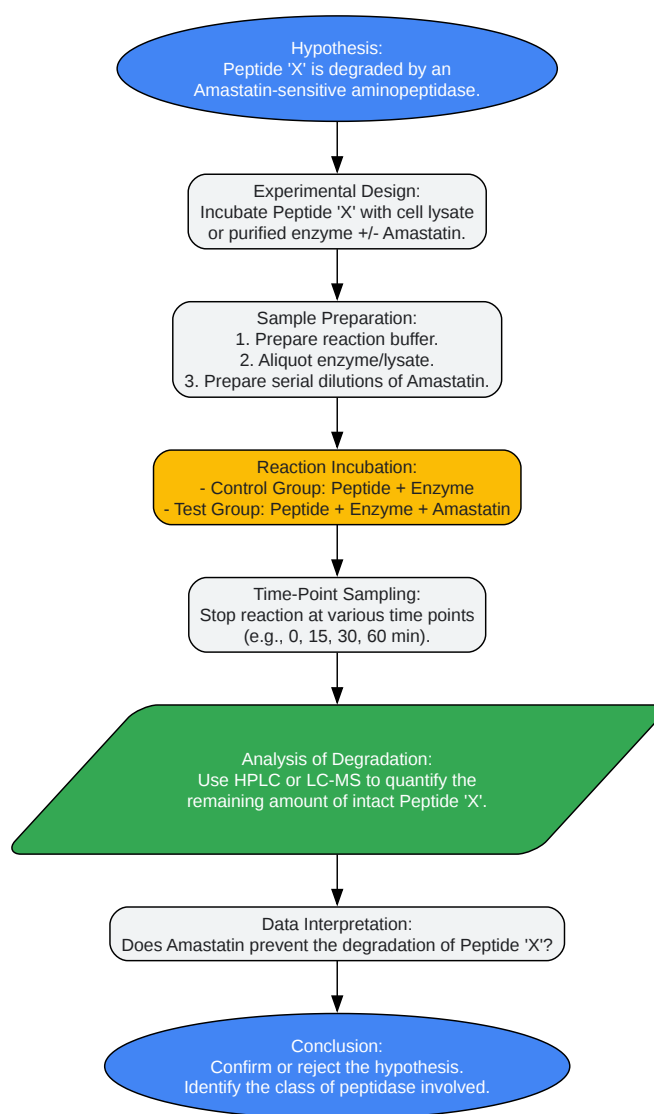 Hypothesis:
Peptide 'X' is degraded by an
Amastatin-sensitive aminopeptidase.
Experimental Design:
Incubate Peptide 'X' with cell lysate
or purified enzyme +/- Amastatin.
Sample Preparation:
1. Prepare reaction buffer.
2. Aliquot enzyme/lysate.
3. Prepare serial dilutions of Amastatin.
Reaction Incubation:
- Control Group: Peptide + Enzyme
- Test Group: Peptide + Enzyme + Amastatin
Time-Point Sampling:
Stop reaction at various time points
(e.g., 0, 15, 30, 60 min).
Analysis of Degradation:
Use HPLC or LC-MS to quantify the
remaining amount of intact Peptide 'X'.
Data Interpretation:
Does Amastatin prevent the degradation of Peptide 'X'?
Conclusion:
Confirm or reject the hypothesis.
Identify the class of peptidase involved.